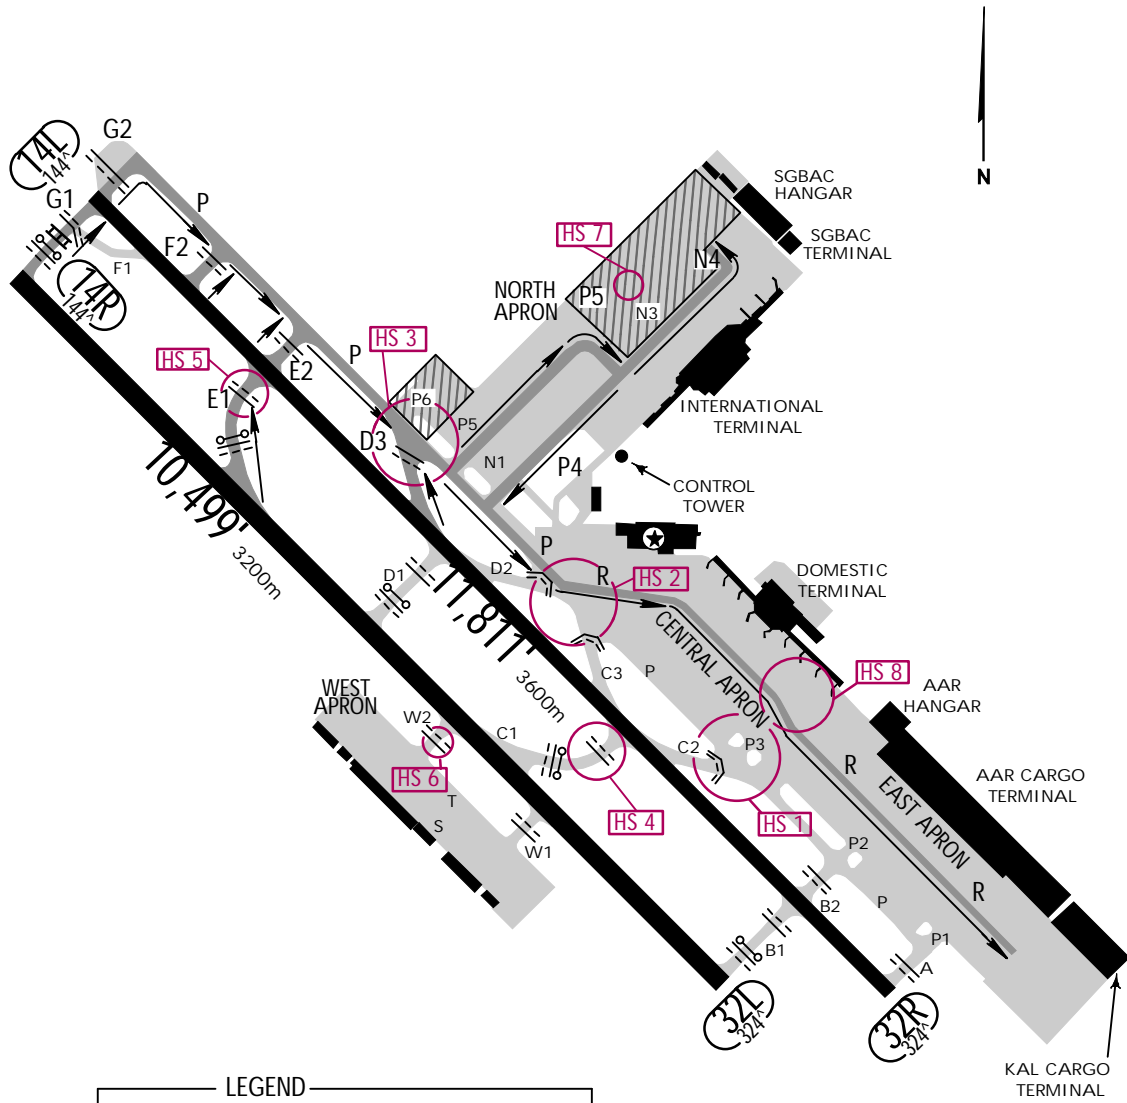 G2
14L
144^
G1
P
SGBAC
HANGAR
N
SGBAC
TERMINAL
HS 7
F2
F1
N4
14R
144^
NORTH
APRON
P5
N3
HS 3
HS 5
P
E2
E1
P6
P5
D3
INTERNATIONAL
TERMINAL
N1
P4
CONTROL
TOWER
10,499'
3200m
P
D2
D1
R
HS 2
DOMESTIC
TERMINAL
11,811'
3600m
CENTRAL APRON
C3
P
HS 8
WEST
APRON
AAR
HANGAR
W2
C1
C2
P3
HS 6
R
AAR CARGO
TERMINAL
EAST APRON
T
S
HS 4
HS 1
W1
P2
R
B2
P
B1
P1
A
32L
324^
32R
324^
KAL CARGO
TERMINAL
LEGEND